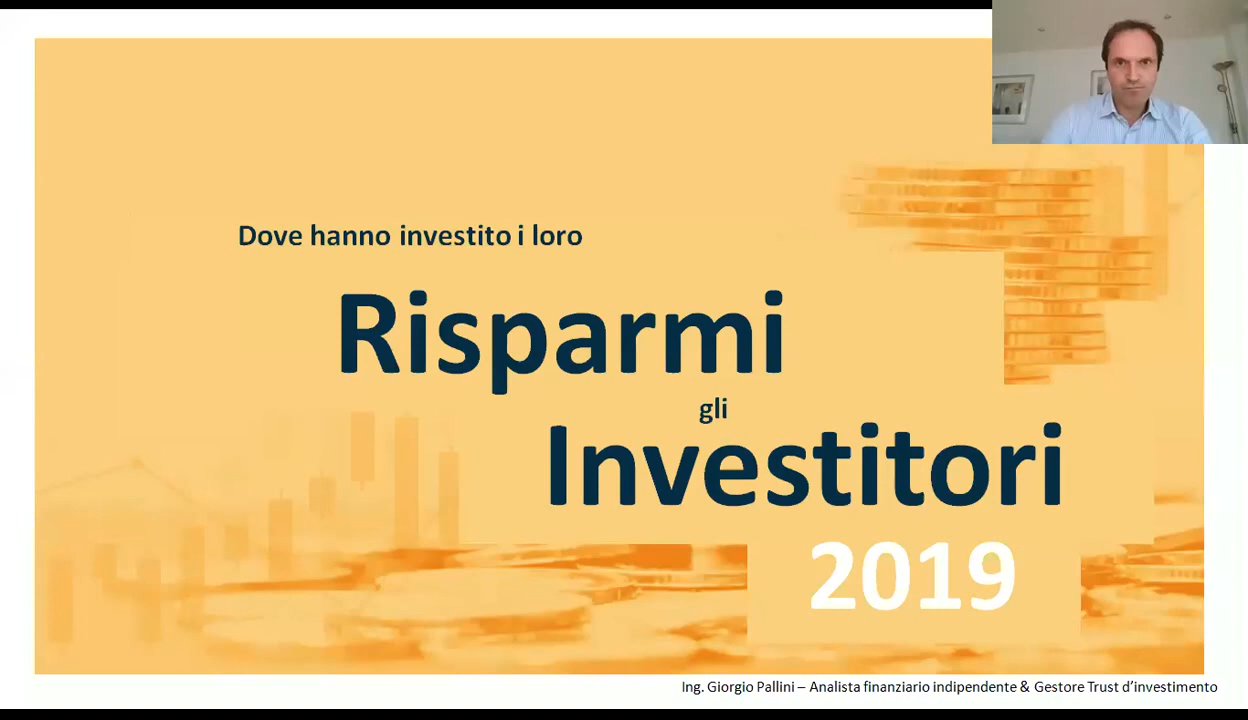 Dove hanno investito i loro
Risparmi
gli
Investitori
2019
Ing. Giorgio Pallini – Analista finanziario indipendente & Gestore Trust d’investimento